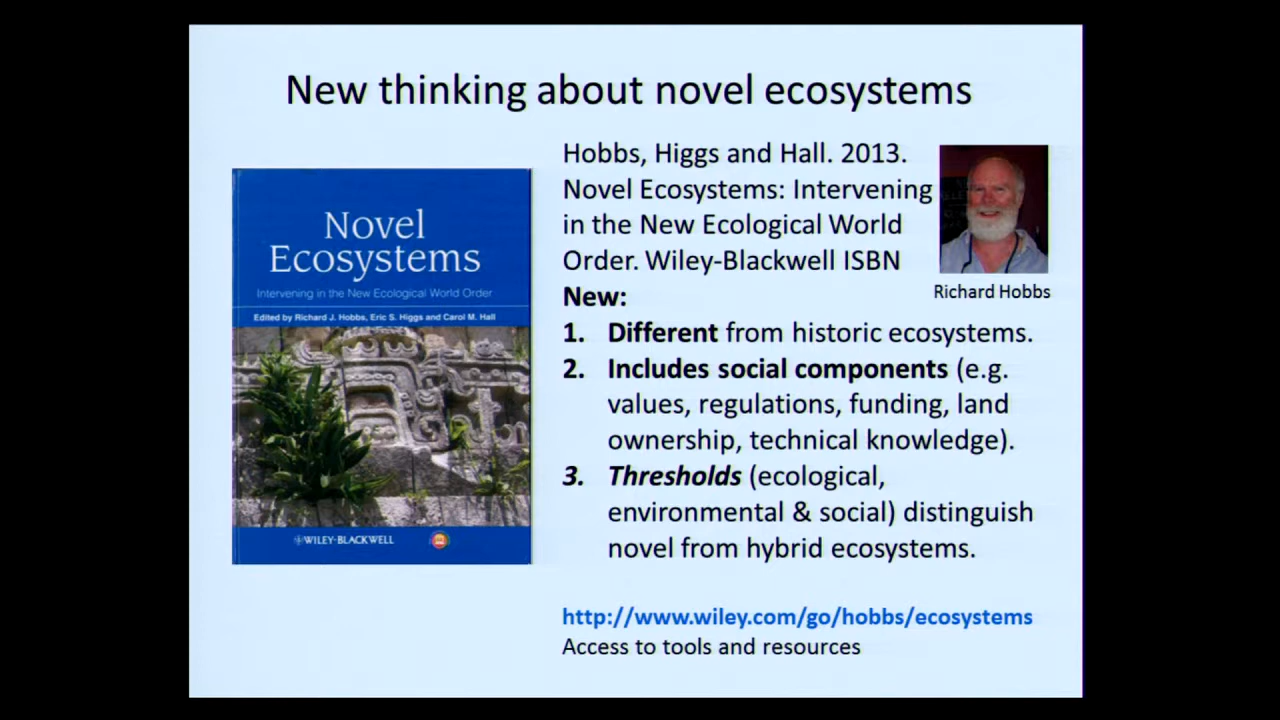 New thinking about novel ecosystems
Novel
Ecosystems
Intervening in the New Ecological World Order
Edited by Richard J. Hobbs, Eric S. Higgs and Carol M. Hall
WILEY-BLACKWELL
Hobbs, Higgs and Hall. 2013.
Novel Ecosystems: Intervening
in the New Ecological World
Order. Wiley-Blackwell ISBN
Richard Hobbs
New:
1. Different from historic ecosystems.
2. Includes social components (e.g.
values, regulations, funding, land
ownership, technical knowledge).
3. Thresholds (ecological,
environmental & social) distinguish
novel from hybrid ecosystems.
http://www.wiley.com/go/hobbs/ecosystems
Access to tools and resources